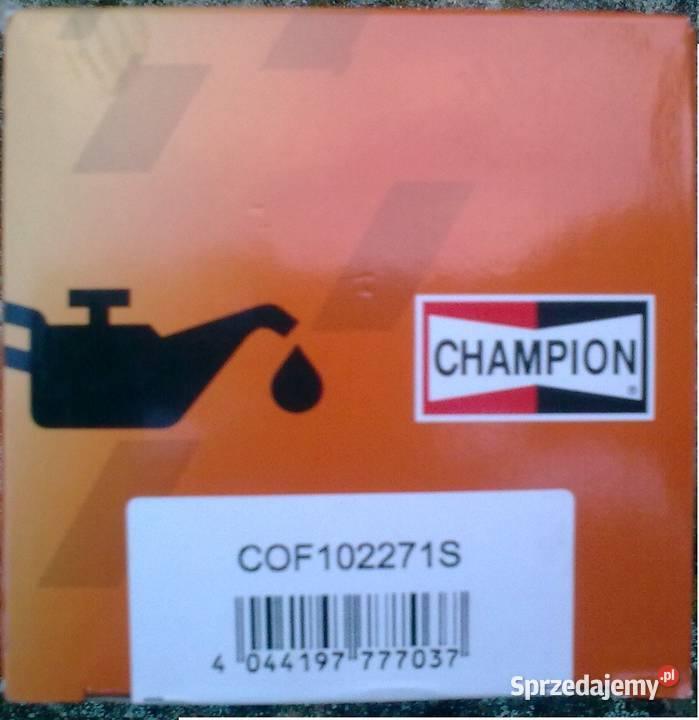 CHAMPION
®
COF102271S
4 044197 777037
Sprzedajemy.pl